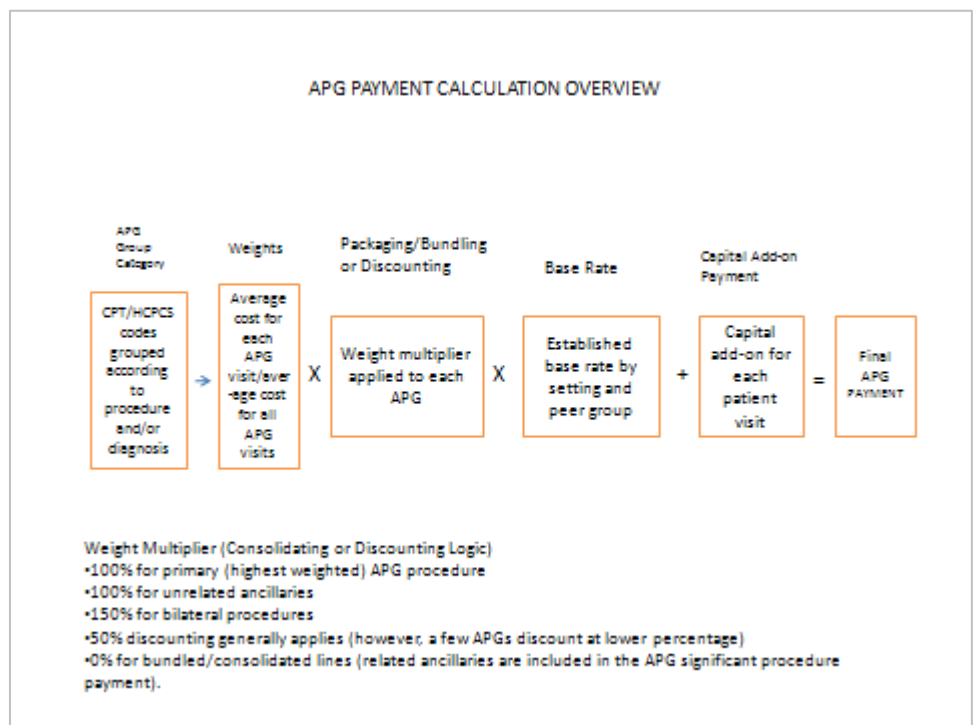 APG PAYMENT CALCULATION OVERVIEW
APG
Group
Category
Weights
Packaging/Bundling
or Discounting
Base Rate
Capital Add-on
Payment
CPT/HCPCS
codes
grouped
according
to
procedure
and/or
diagnosis
→
Average
cost for
each
APG
visit/aver
-age cost
for all
APG
visits
X
Weight multiplier
applied to each
APG
X
Established
base rate by
setting and
peer group
+
Capital
add-on for
each
patient
visit
=
Final
APG
PAYMENT
Weight Multiplier (Consolidating or Discounting Logic)
•100% for primary (highest weighted) APG procedure
•100% for unrelated ancillaries
•150% for bilateral procedures
•50% discounting generally applies (however, a few APGs discount at lower percentage)
•0% for bundled/consolidated lines (related ancillaries are included in the APG significant procedure
payment).